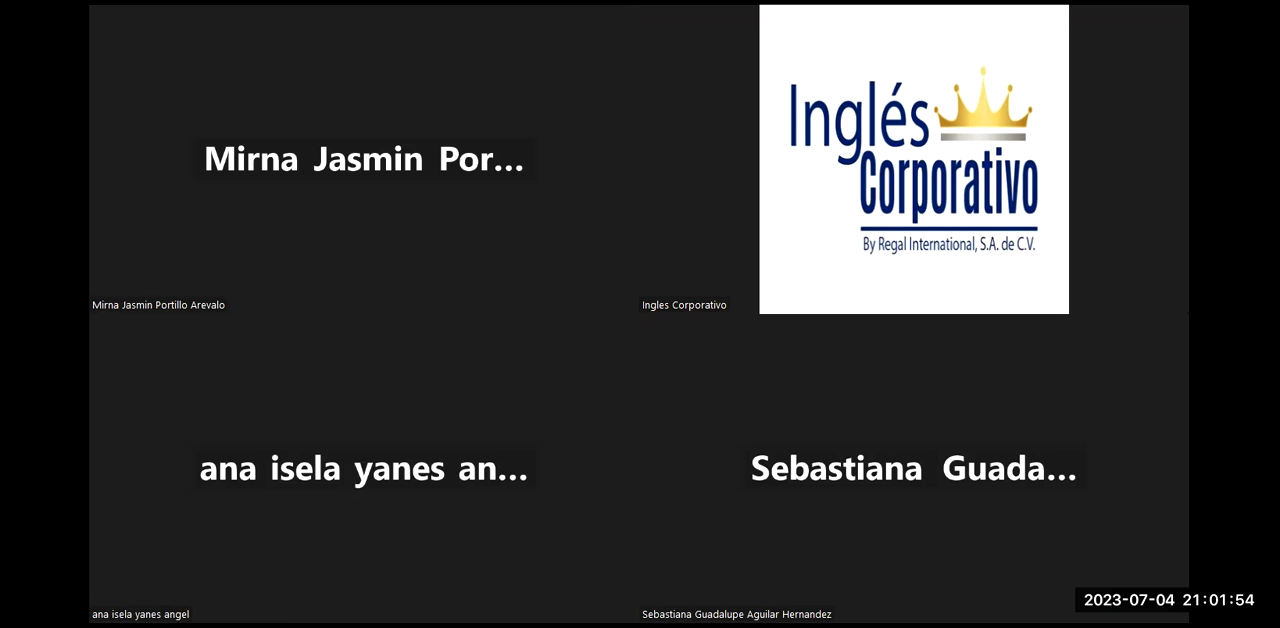 Mirna Jasmin Por...
Mirna Jasmin Portillo Arevalo
Inglés
Corporativo
By Regal International, S.A. de C.V.
Ingles Corporativo
ana isela yanes an...
ana isela yanes angel
Sebastiana Guada...
Sebastiana Guadalupe Aguilar Hernandez
2023-07-04 21:01:54